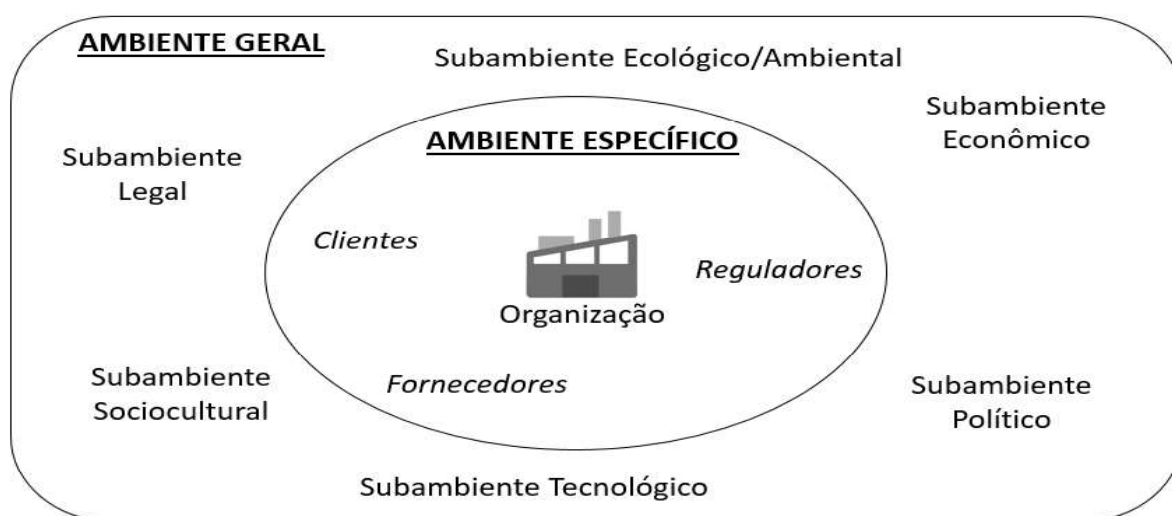 AMBIENTE GERAL
Subambiente Ecológico/Ambiental
Subambiente
Econômico
AMBIENTE ESPECÍFICO
Subambiente
Legal
Clientes
Reguladores
Organização
Subambiente
Sociocultural
Fornecedores
Subambiente
Político
Subambiente Tecnológico